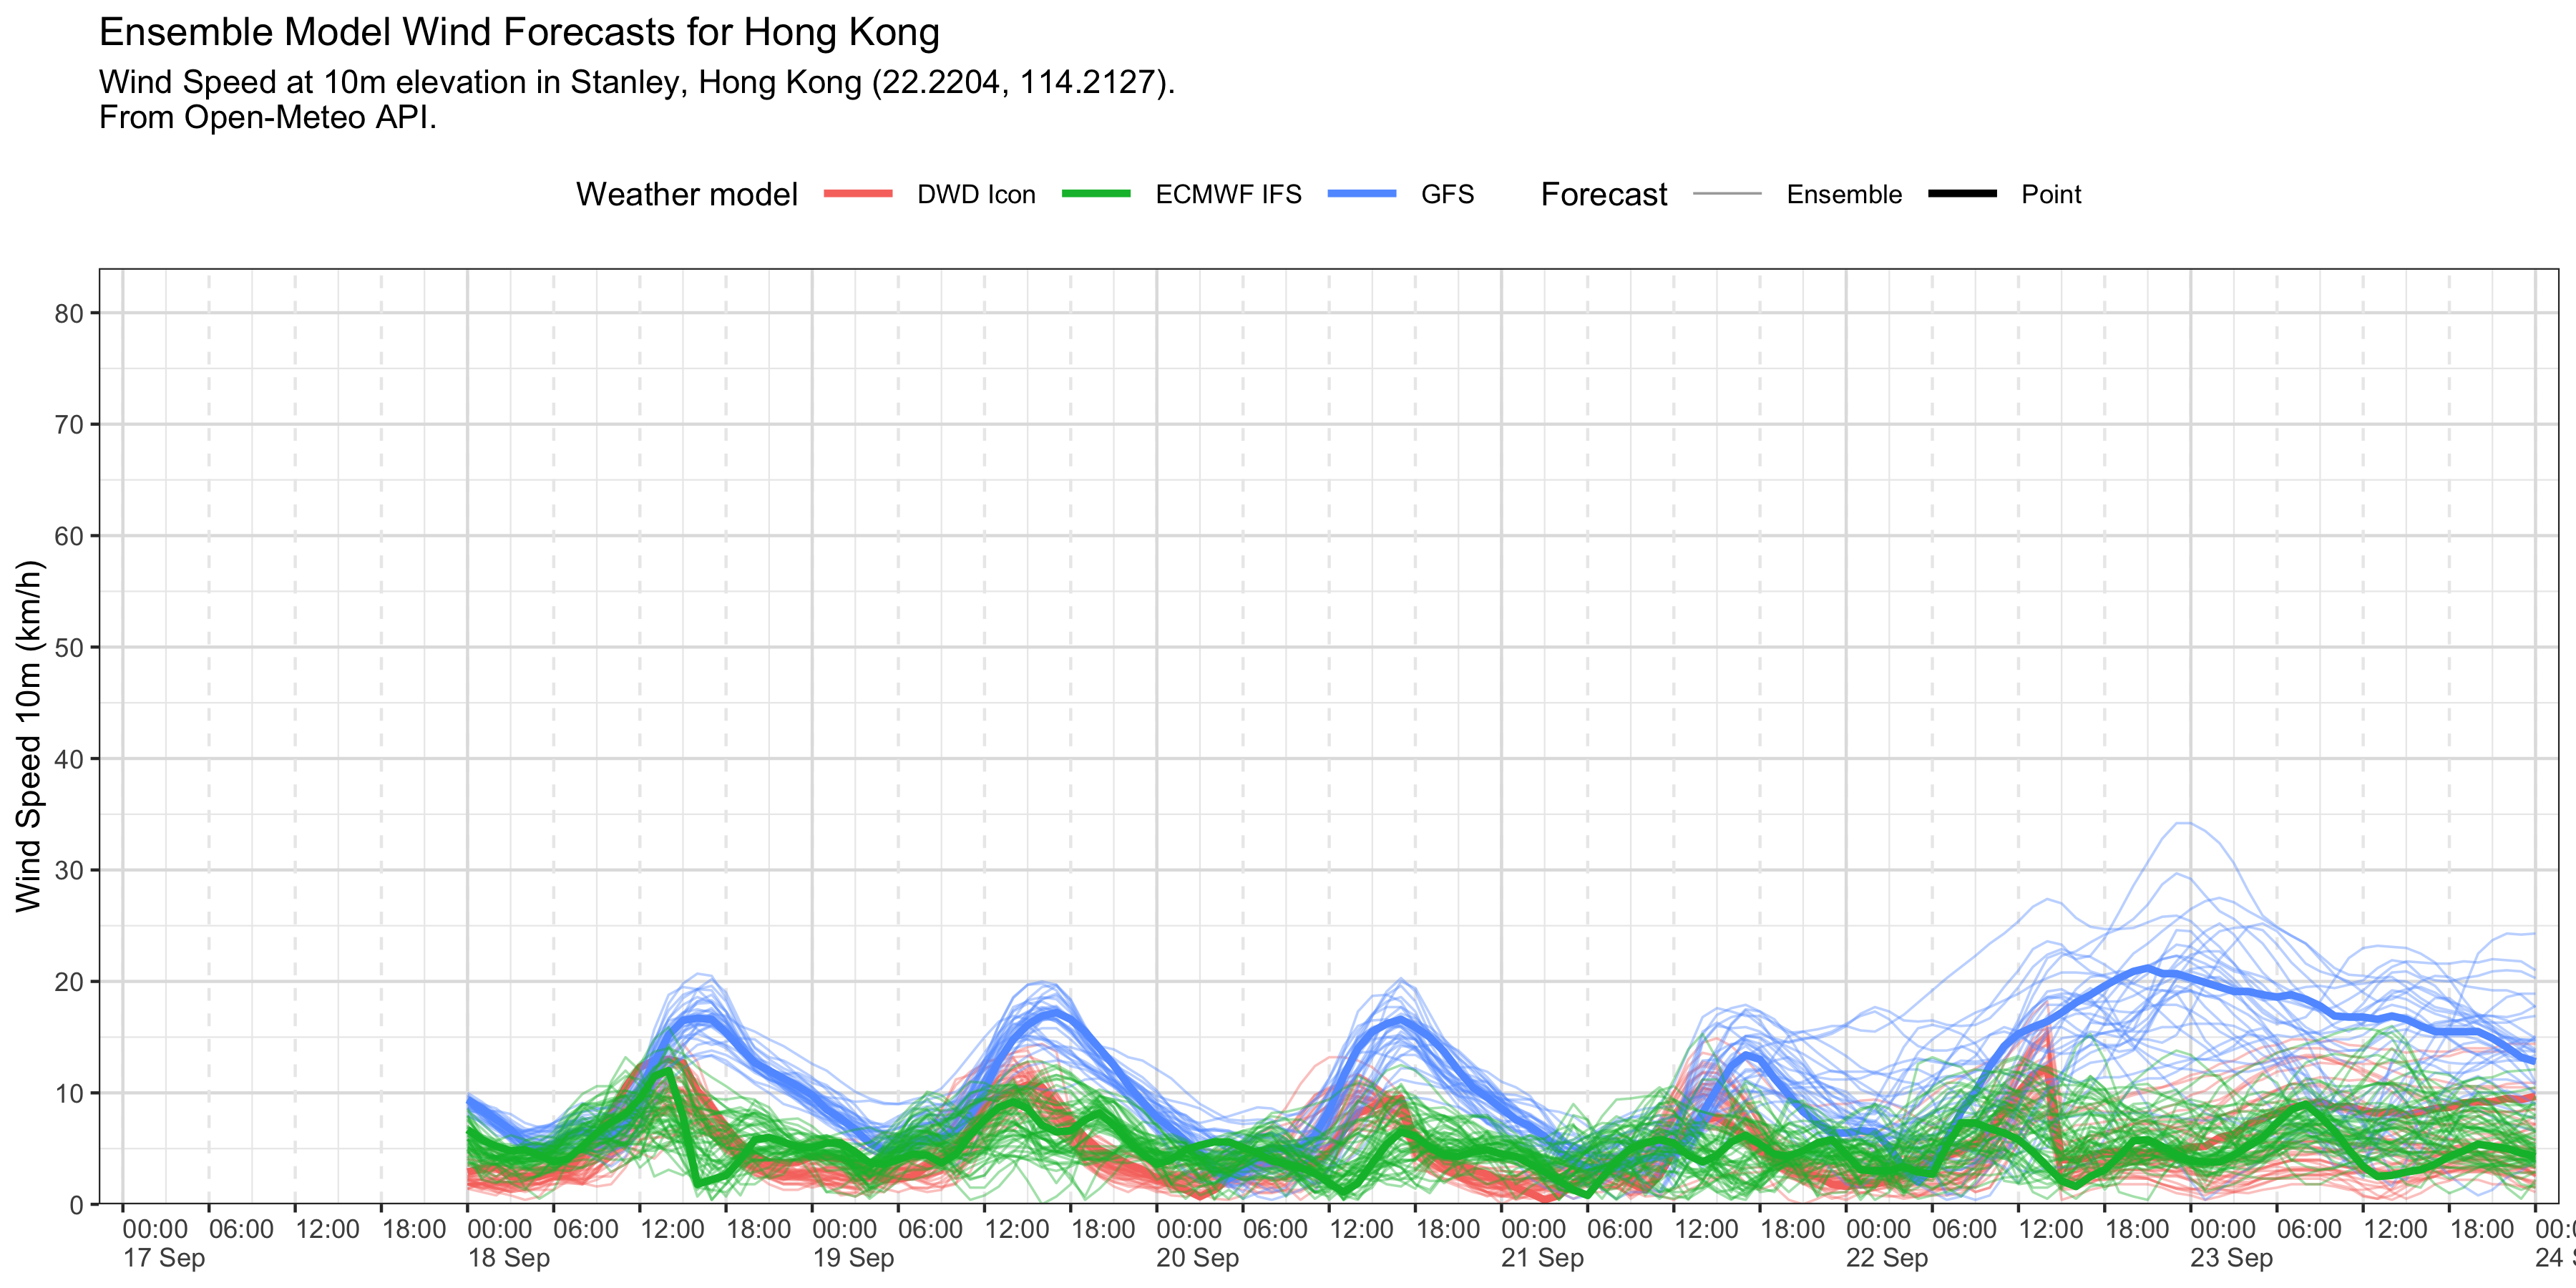 Ensemble Model Wind Forecasts for Hong Kong
Wind Speed at 10m elevation in Stanley, Hong Kong (22.2204, 114.2127).
From Open-Meteo API.
Weather model DWD Icon ECMWF IFS GFS Forecast Ensemble Point
Wind Speed 10m (km/h)
80
70
60
50
40
30
20
10
0
00:00 06:00 12:00 18:00 00:00 06:00 12:00 18:00 00:00 06:00 12:00 18:00 00:00 06:00 12:00 18:00 00:00 06:00 12:00 18:00 00:00 06:00 12:00 18:00 00:00 06:00 12:00 18:00
17 Sep 18 Sep 19 Sep 20 Sep 21 Sep 22 Sep 23 Sep 24